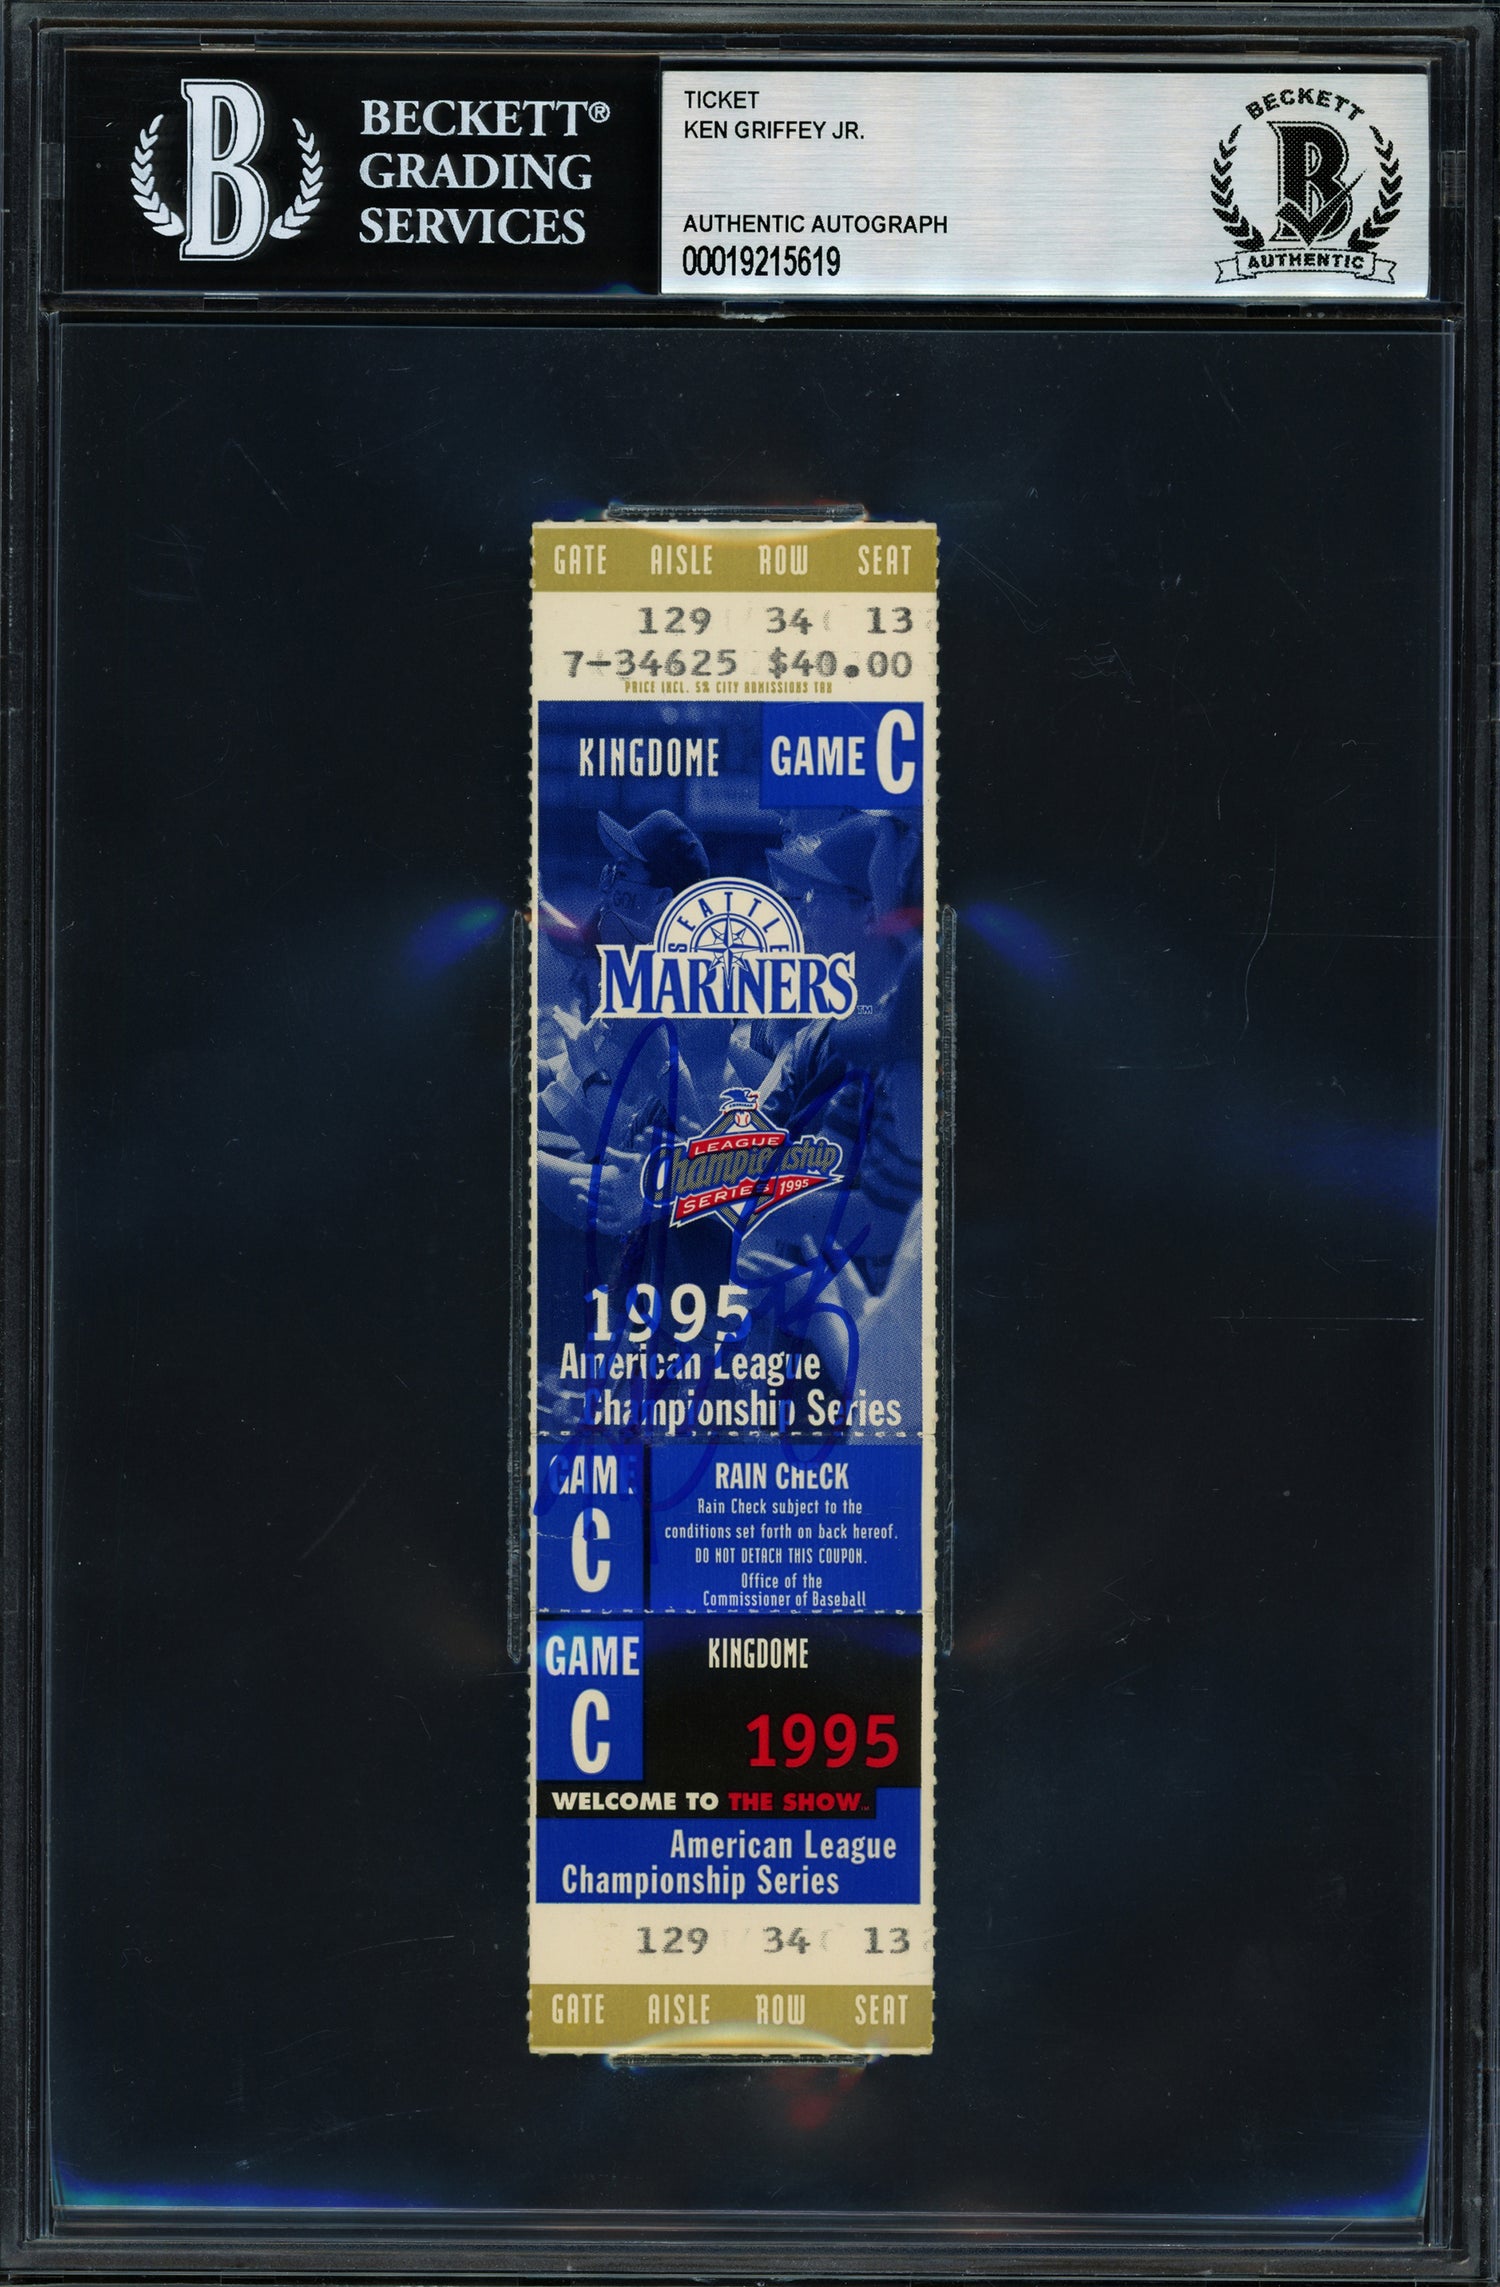 BECKETT®
GRADING
SERVICES
TICKET
KEN GRIFFEY JR.
AUTHENTIC AUTOGRAPH
00019215619
BECKETT
B
AUTHENTIC
GATE AISLE ROW SEAT
129 34 13
7-34625 $40.00
PRICE INCL. 5% CITY ADMISSIONS TAX
KINGDOME GAME C
SEATTLE
MARINERS™
LEAGUE
Championship
SERIES 1995
1995
American League
Championship Series
GAME
C
RAIN CHECK
Rain Check subject to the
conditions set forth on back hereof.
DO NOT DETACH THIS COUPON.
Office of the
Commissioner of Baseball
GAME
C
KINGDOME
1995
WELCOME TO THE SHOW™
American League
Championship Series
129 34 13
GATE AISLE ROW SEAT